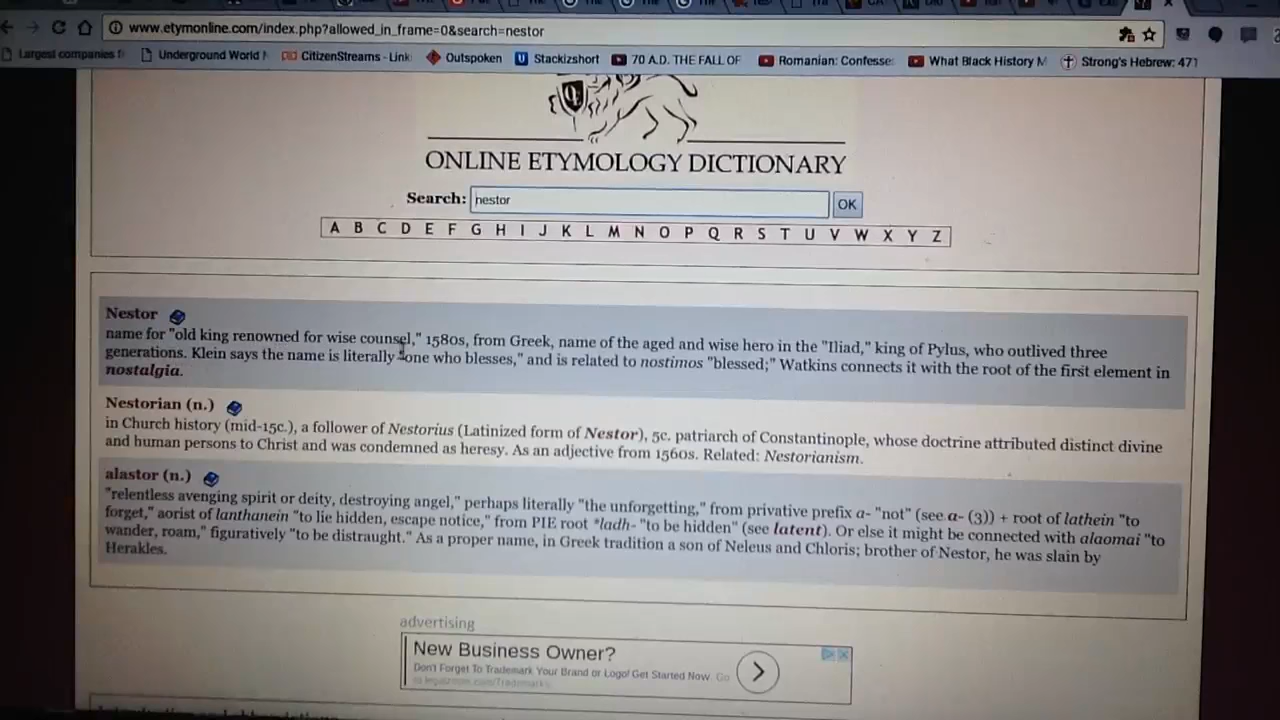 www.etymonline.com/index.php?allowed_in_frame=0&search=nestor
Largest companies Underground World CitizenStreams - Link Outspoken Stackizshort 70 A.D. THE FALL OF Romanian: Confesse What Black History M Strong's Hebrew: 471
ONLINE ETYMOLOGY DICTIONARY
Search: nestor OK
A B C D E F G H I J K L M N O P Q R S T U V W X Y Z
Nestor
name for "old king renowned for wise counsel," 1580s, from Greek, name of the aged and wise hero in the "Iliad," king of Pylus, who outlived three
generations. Klein says the name is literally "one who blesses," and is related to nostimos "blessed;" Watkins connects it with the root of the first element in
nostalgia.
Nestorian (n.)
in Church history (mid-15c.), a follower of Nestorius (Latinized form of Nestor), 5c. patriarch of Constantinople, whose doctrine attributed distinct divine
and human persons to Christ and was condemned as heresy. As an adjective from 1560s. Related: Nestorianism.
alastor (n.)
"relentless avenging spirit or deity, destroying angel," perhaps literally "the unforgetting," from privative prefix a- "not" (see a- (3)) + root of lathein "to
forget," aorist of lanthanein "to lie hidden, escape notice," from PIE root *ladh- "to be hidden" (see latent). Or else it might be connected with alaomai "to
wander, roam," figuratively "to be distraught." As a proper name, in Greek tradition a son of Neleus and Chloris; brother of Nestor, he was slain by
Herakles.
advertising
New Business Owner?
Don't Forget To Trademark Your Brand or Logo! Get Started Now. Go
to legalzoom.com/Trademarks